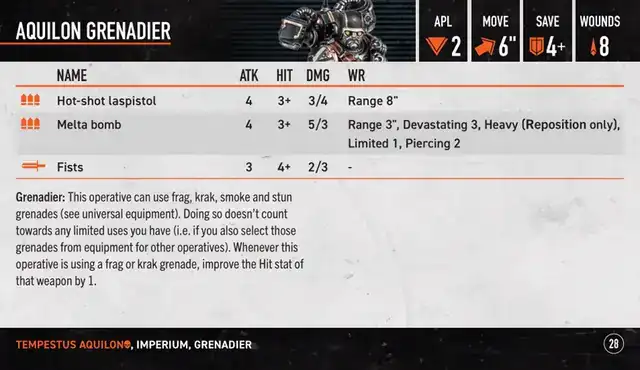 AQUILON GRENADIER
APL MOVE SAVE WOUNDS
2 6" 4+ 8
NAME ATK HIT DMG WR
Hot-shot laspistol 4 3+ 3/4 Range 8"
Melta bomb 4 3+ 5/3 Range 3", Devastating 3, Heavy (Reposition only),
Limited 1, Piercing 2
Fists 3 4+ 2/3 -
Grenadier: This operative can use frag, krak, smoke and stun
grenades (see universal equipment). Doing so doesn't count
towards any limited uses you have (i.e. if you also select those
grenades from equipment for other operatives). Whenever this
operative is using a frag or krak grenade, improve the Hit stat of
that weapon by 1.
TEMPESTUS AQUILON, IMPERIUM, GRENADIER
28